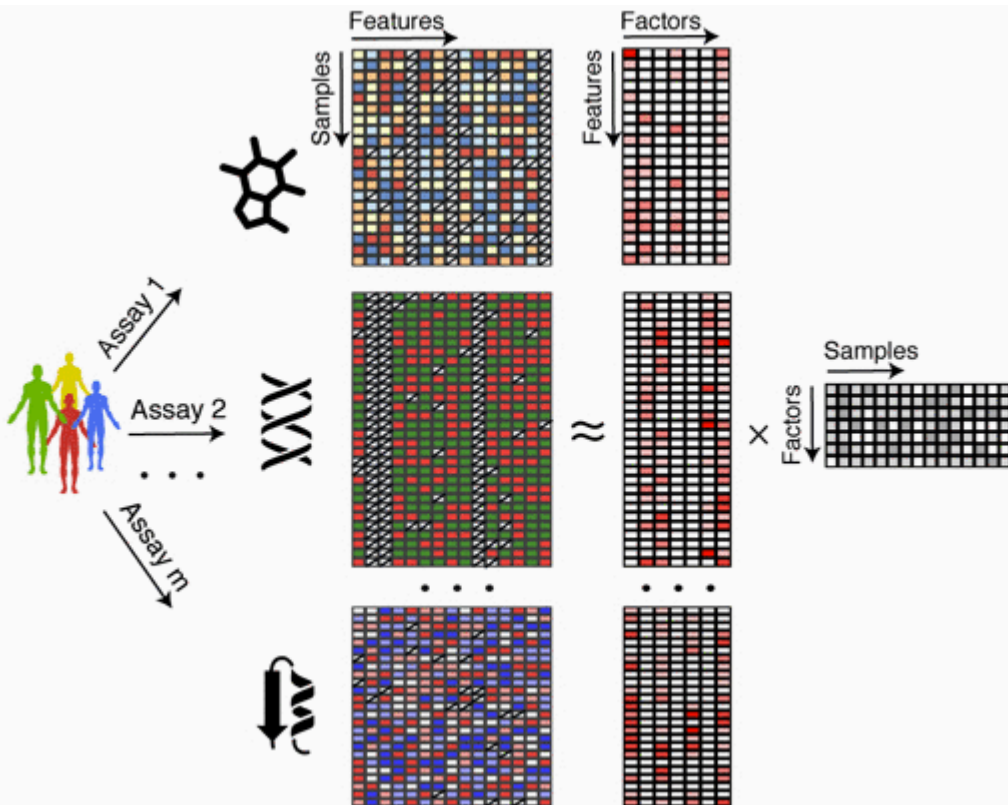 Features
Samples
Factors
Features
Assay 1
Assay 2
Assay m
. . .
. . .
. . .
≈
×
Samples
Factors